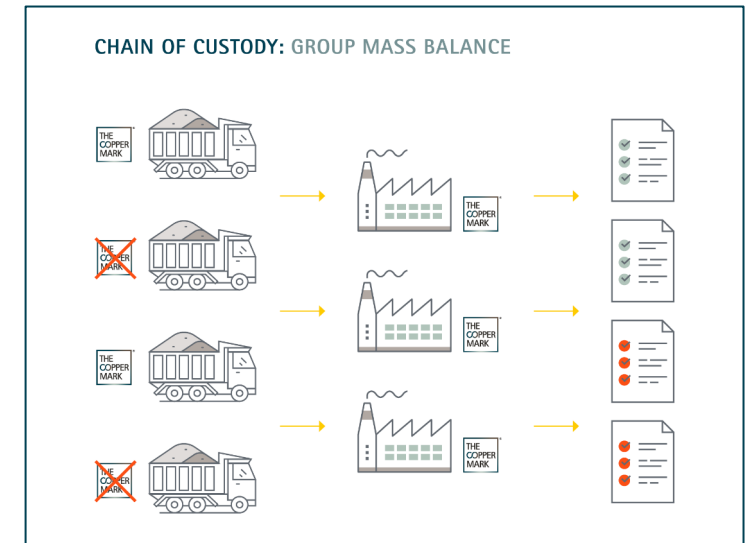 CHAIN OF CUSTODY: GROUP MASS BALANCE
THE
COPPER
MARK
THE
COPPER
MARK
THE
COPPER
MARK
THE
COPPER
MARK
THE
COPPER
MARK
THE
COPPER
MARK
THE
COPPER
MARK